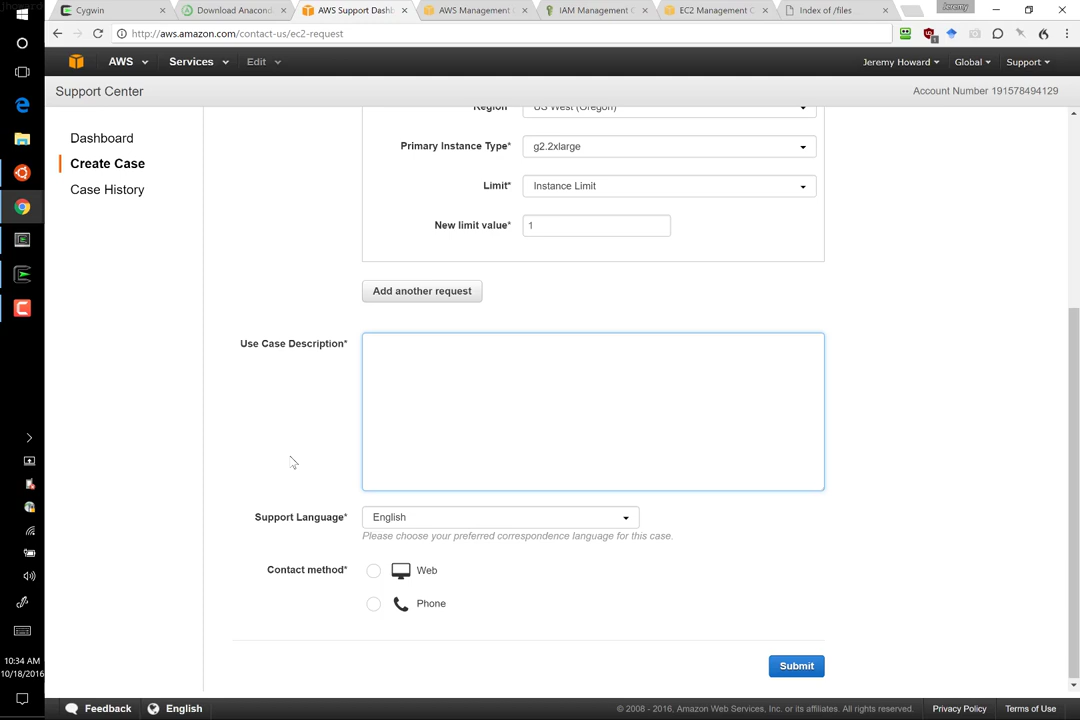 Cygwin
Download Anacond
AWS Support Dashb
AWS Management C
IAM Management C
EC2 Management C
Index of /files
Jeremy
http://aws.amazon.com/contact-us/ec2-request
AWS
Services
Edit
Jeremy Howard
Global
Support
Support Center
Account Number 191578494129
Dashboard
Create Case
Case History
Region
US West (Oregon)
Primary Instance Type*
g2.2xlarge
Limit*
Instance Limit
New limit value*
1
Add another request
Use Case Description*
Support Language*
English
Please choose your preferred correspondence language for this case.
Contact method*
Web
Phone
Submit
10:34 AM
10/18/2016
Feedback
English
© 2008 - 2016, Amazon Web Services, Inc. or its affiliates. All rights reserved.
Privacy Policy
Terms of Use